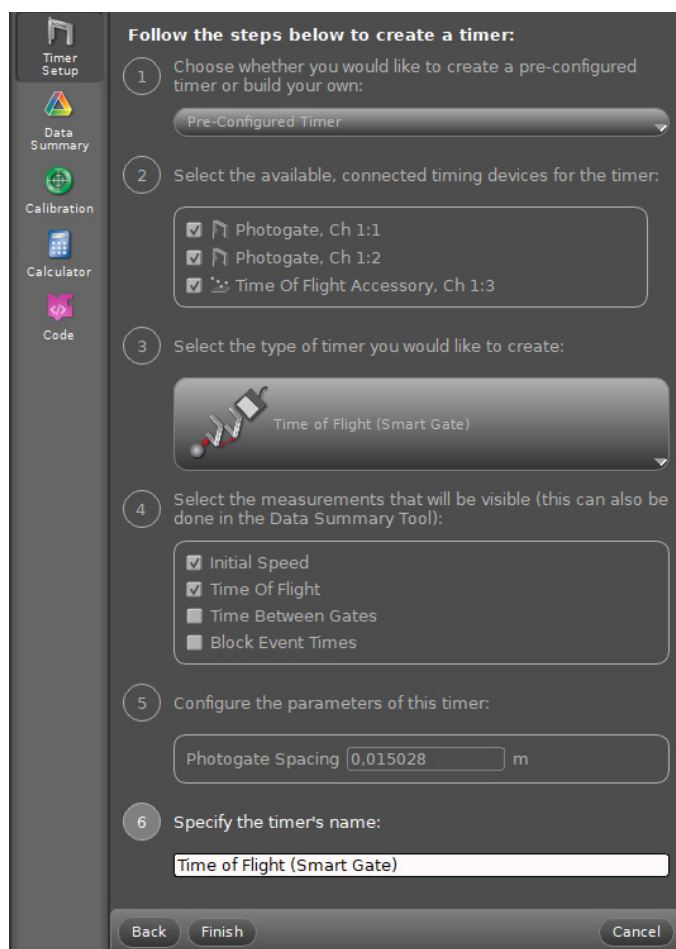 Timer
Setup
Data
Summary
Calibration
Calculator
Code
Follow the steps below to create a timer:
1
Choose whether you would like to create a pre-configured
timer or build your own:
Pre-Configured Timer
2
Select the available, connected timing devices for the timer:
Photogate, Ch 1:1
Photogate, Ch 1:2
Time Of Flight Accessory, Ch 1:3
3
Select the type of timer you would like to create:
Time of Flight (Smart Gate)
4
Select the measurements that will be visible (this can also be
done in the Data Summary Tool):
Initial Speed
Time Of Flight
Time Between Gates
Block Event Times
5
Configure the parameters of this timer:
Photogate Spacing 0,015028 m
6
Specify the timer's name:
Time of Flight (Smart Gate)
Back Finish Cancel